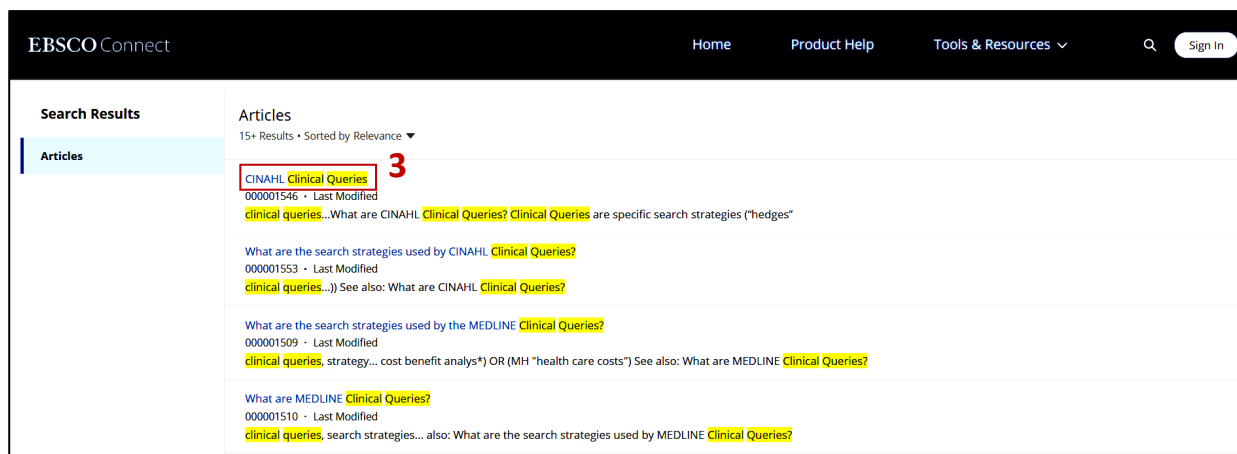 EBSCO Connect
Home
Product Help
Tools & Resources
Sign In
Search Results
Articles
Articles
15+ Results • Sorted by Relevance
3
CINAHL Clinical Queries
000001546 · Last Modified
clinical queries...What are CINAHL Clinical Queries? Clinical Queries are specific search strategies (“hedges”
What are the search strategies used by CINAHL Clinical Queries?
000001553 · Last Modified
clinical queries...)) See also: What are CINAHL Clinical Queries?
What are the search strategies used by the MEDLINE Clinical Queries?
000001509 · Last Modified
clinical queries, strategy... cost benefit analys*) OR (MH "health care costs") See also: What are MEDLINE Clinical Queries?
What are MEDLINE Clinical Queries?
000001510 · Last Modified
clinical queries, search strategies... also: What are the search strategies used by MEDLINE Clinical Queries?